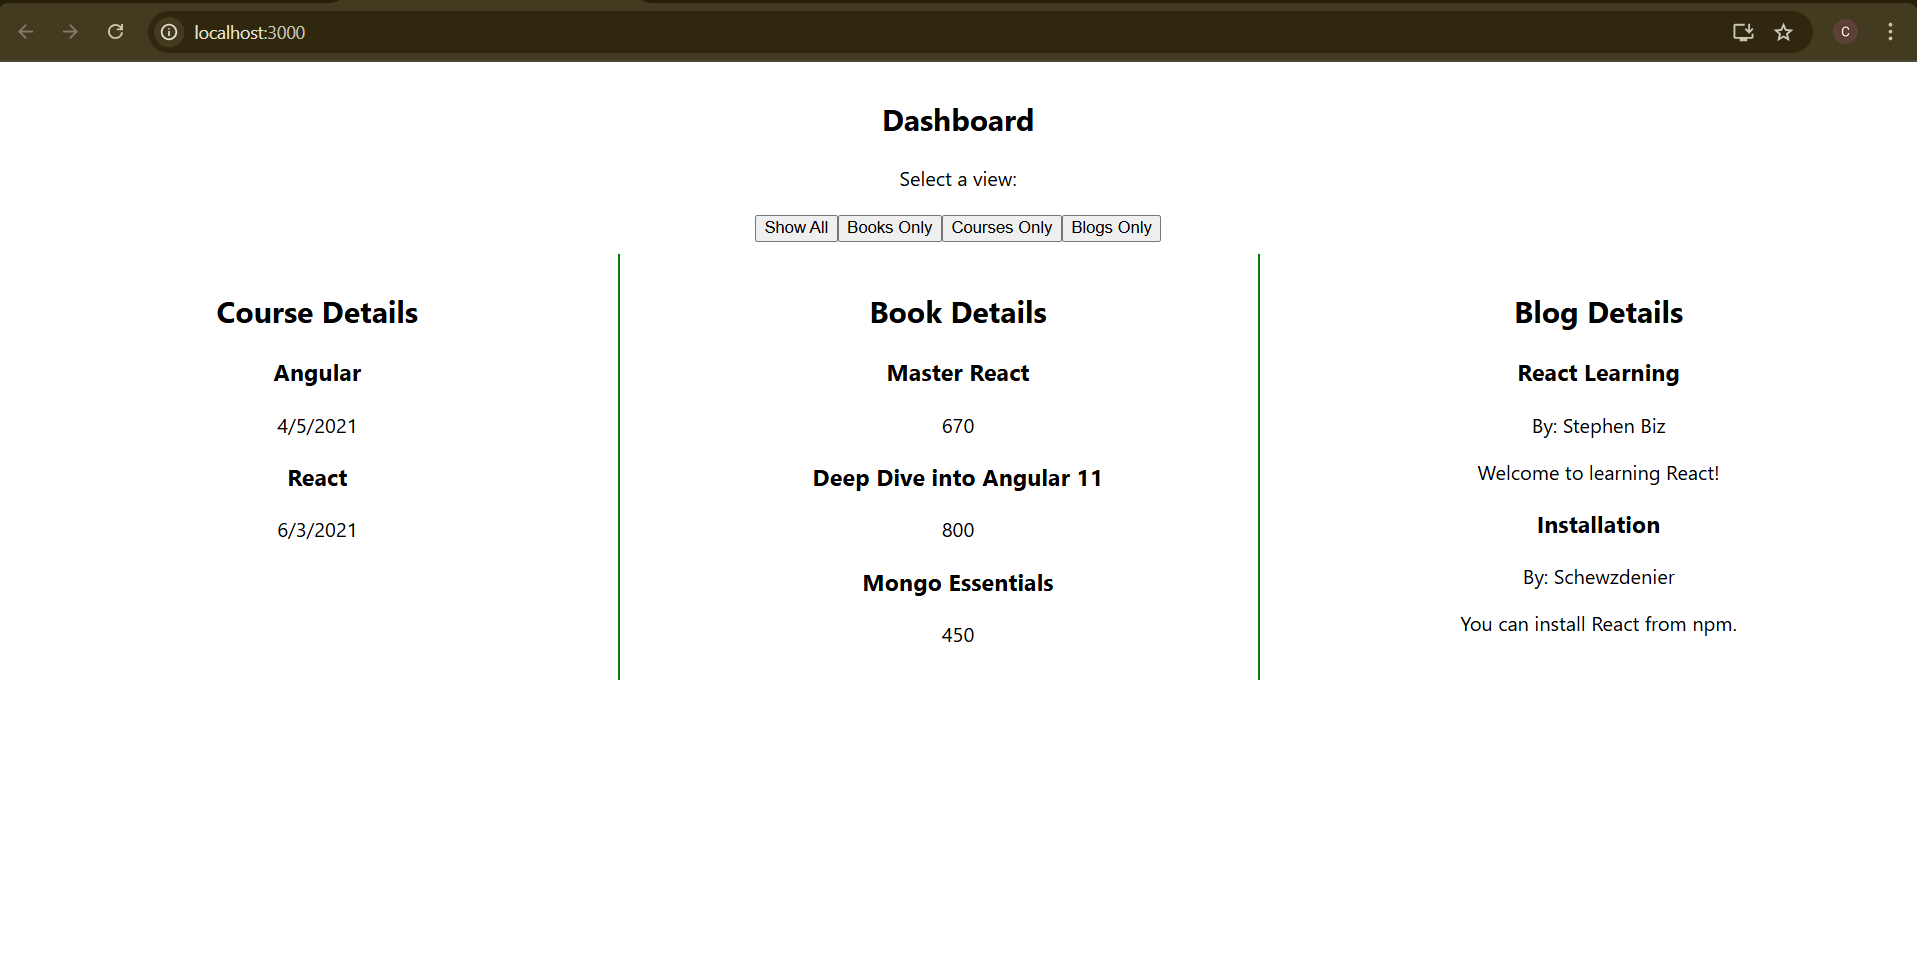 localhost:3000
C
Dashboard
Select a view:
Show All Books Only Courses Only Blogs Only
Course Details
Angular
4/5/2021
React
6/3/2021
Book Details
Master React
670
Deep Dive into Angular 11
800
Mongo Essentials
450
Blog Details
React Learning
By: Stephen Biz
Welcome to learning React!
Installation
By: Schewzdenier
You can install React from npm.